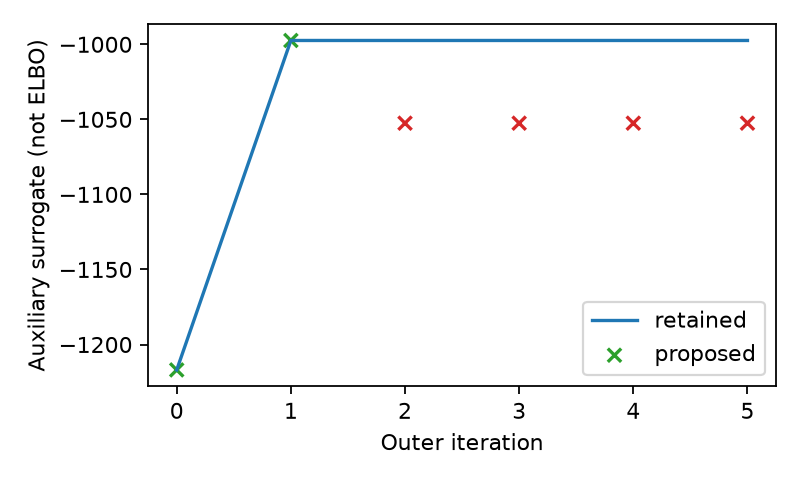 Auxiliary surrogate (not ELBO)
−1000
−1050
−1100
−1150
−1200
retained
proposed
0 1 2 3 4 5
Outer iteration